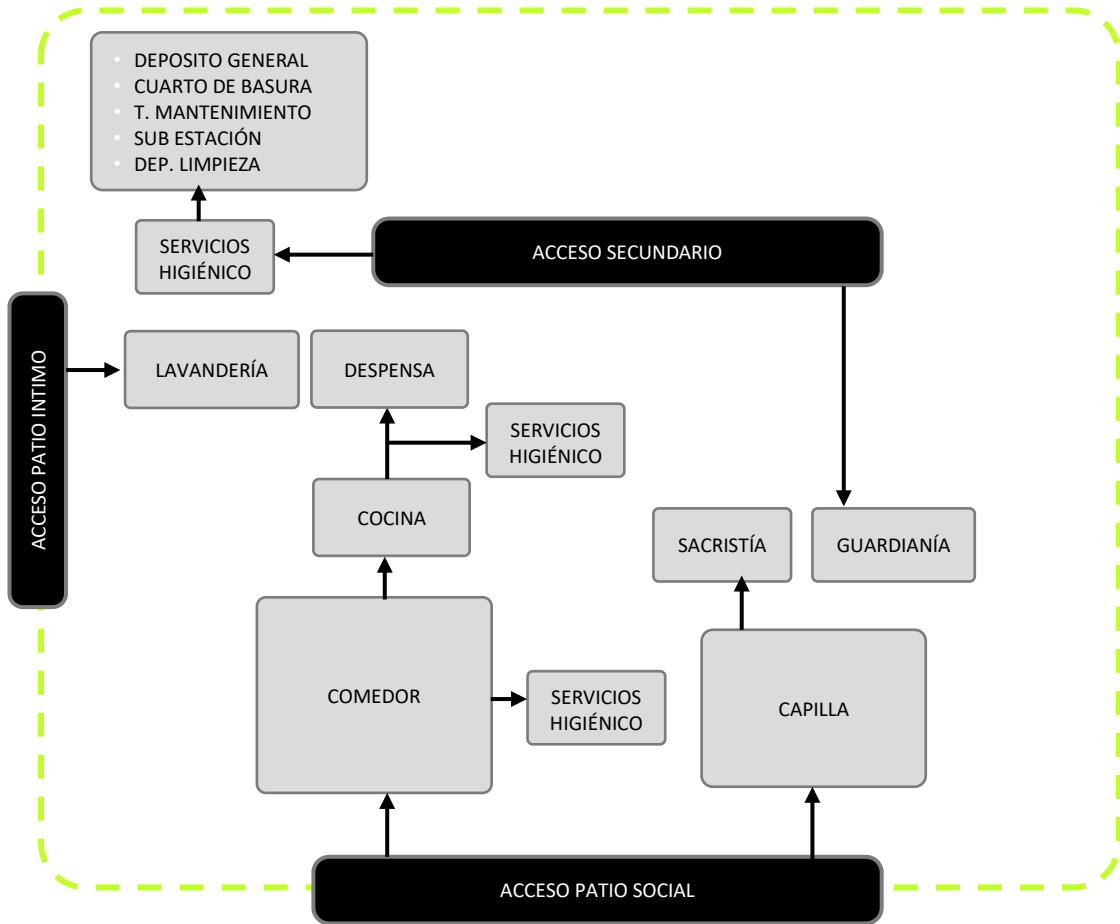 • DEPOSITO GENERAL
• CUARTO DE BASURA
• T. MANTENIMIENTO
• SUB ESTACIÓN
• DEP. LIMPIEZA
SERVICIOS
HIGIÉNICO
ACCESO SECUNDARIO
ACCESO PATIO INTIMO
LAVANDERÍA
DESPENSA
SERVICIOS
HIGIÉNICO
COCINA
SACRISTÍA
GUARDIANÍA
COMEDOR
SERVICIOS
HIGIÉNICO
CAPILLA
ACCESO PATIO SOCIAL